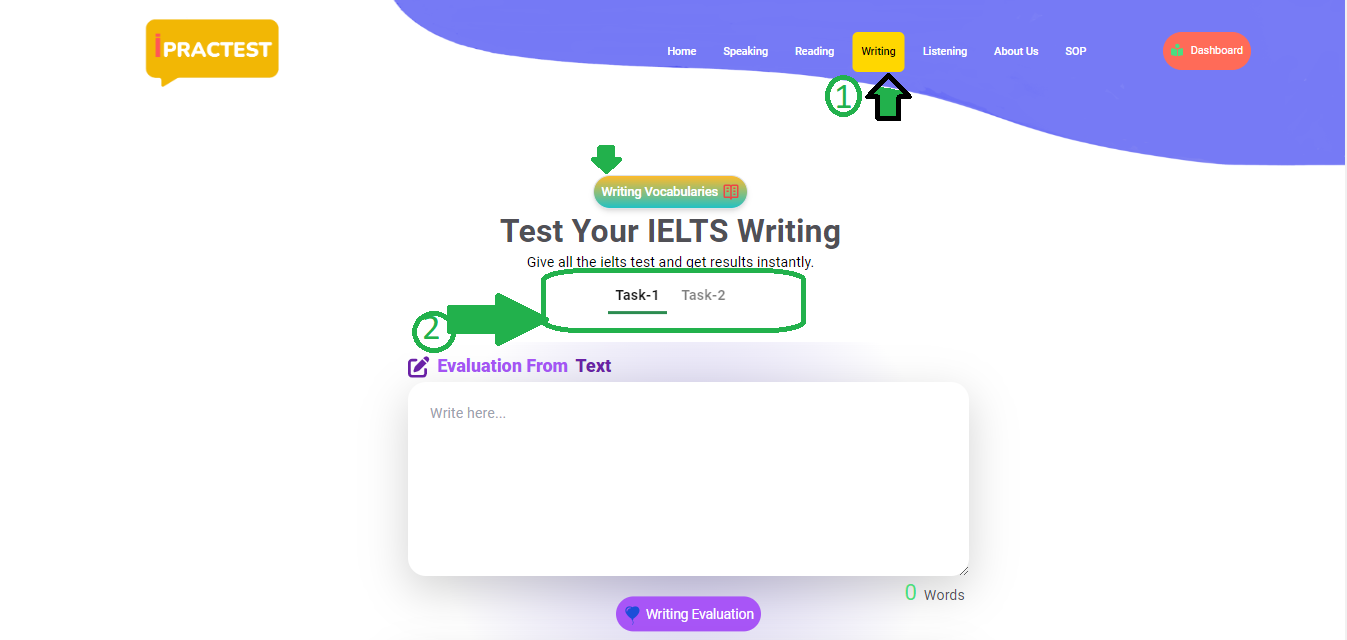 iPRACTEST
Home Speaking Reading Writing Listening About Us SOP Dashboard
1
Writing Vocabularies
Test Your IELTS Writing
Give all the ielts test and get results instantly.
Task-1 Task-2
2
Evaluation From Text
Write here...
0 Words
Writing Evaluation